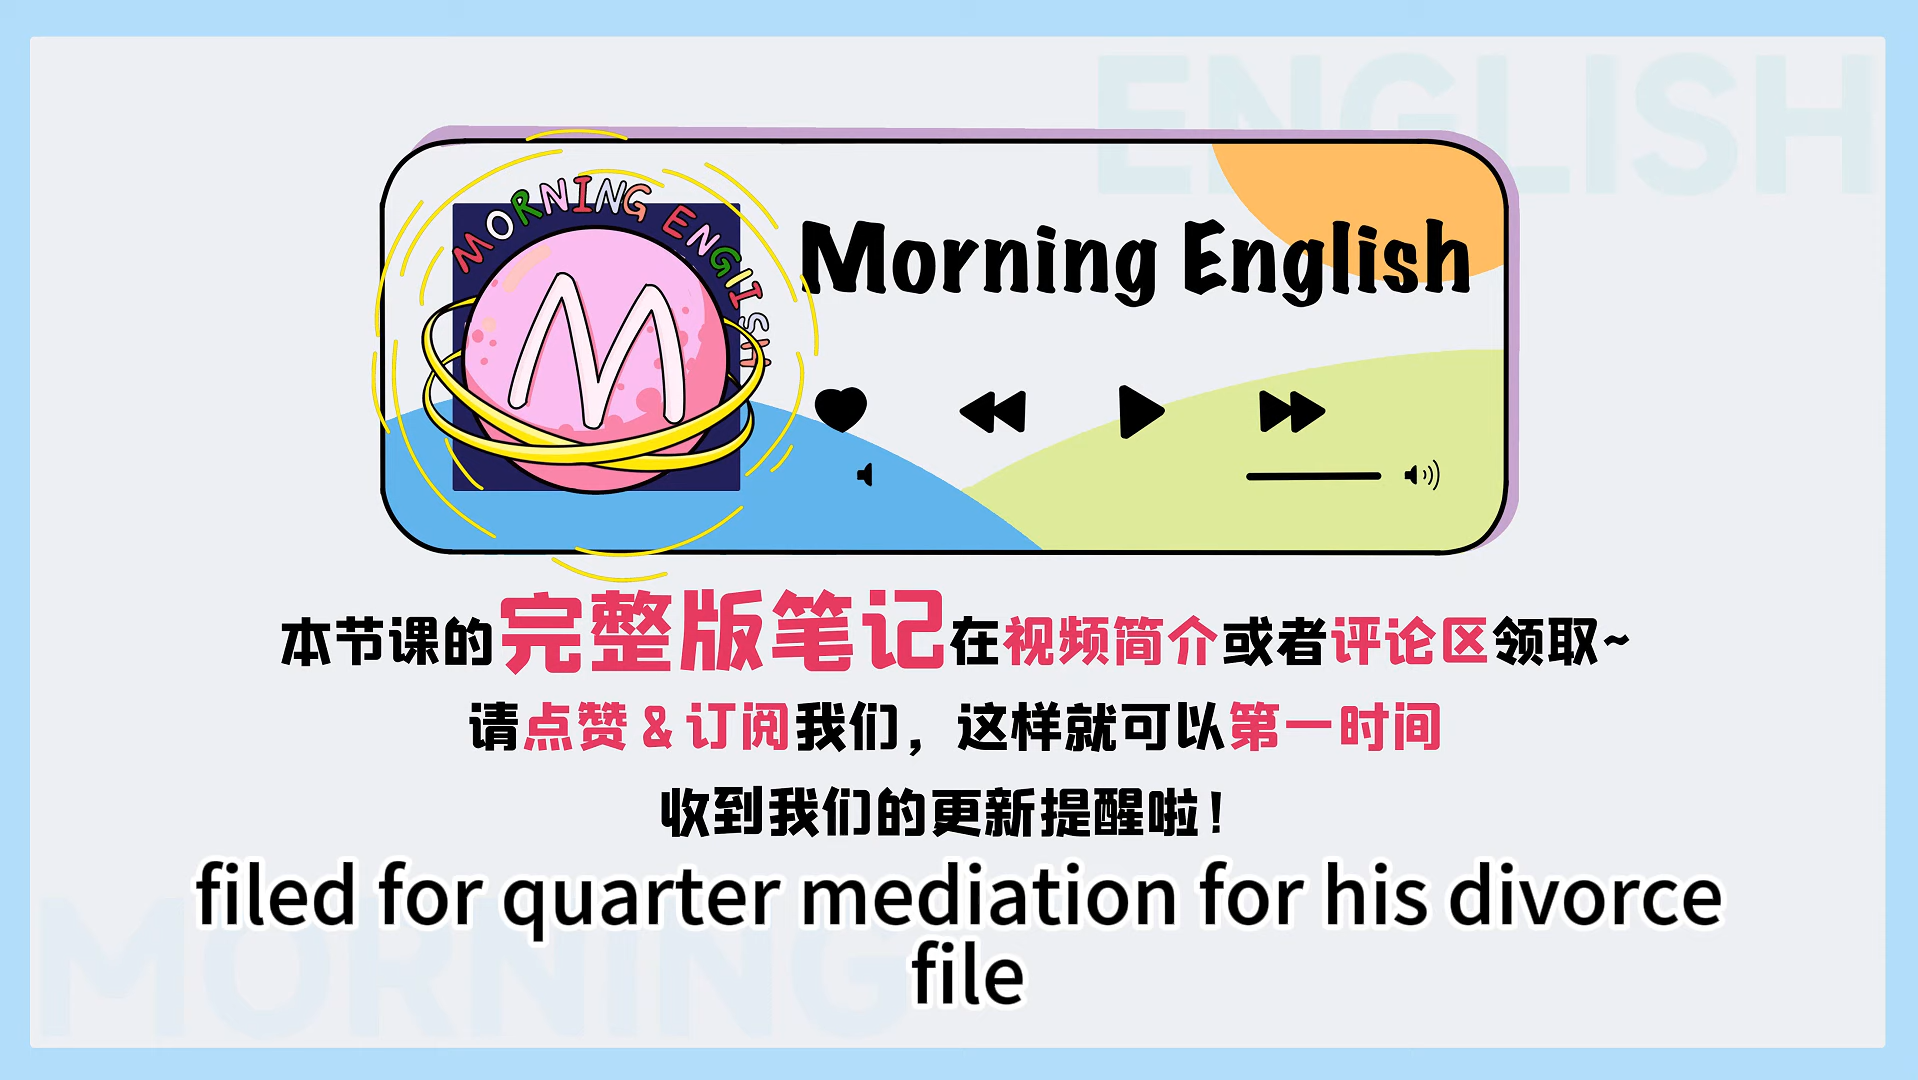 ENGLISH
MORNING ENGLISH
M
Morning English
本节课的完整版笔记在视频简介或者评论区领取~
请点赞&订阅我们，这样就可以第一时间
收到我们的更新提醒啦！
MORNING
filed for quarter mediation for his divorce
file